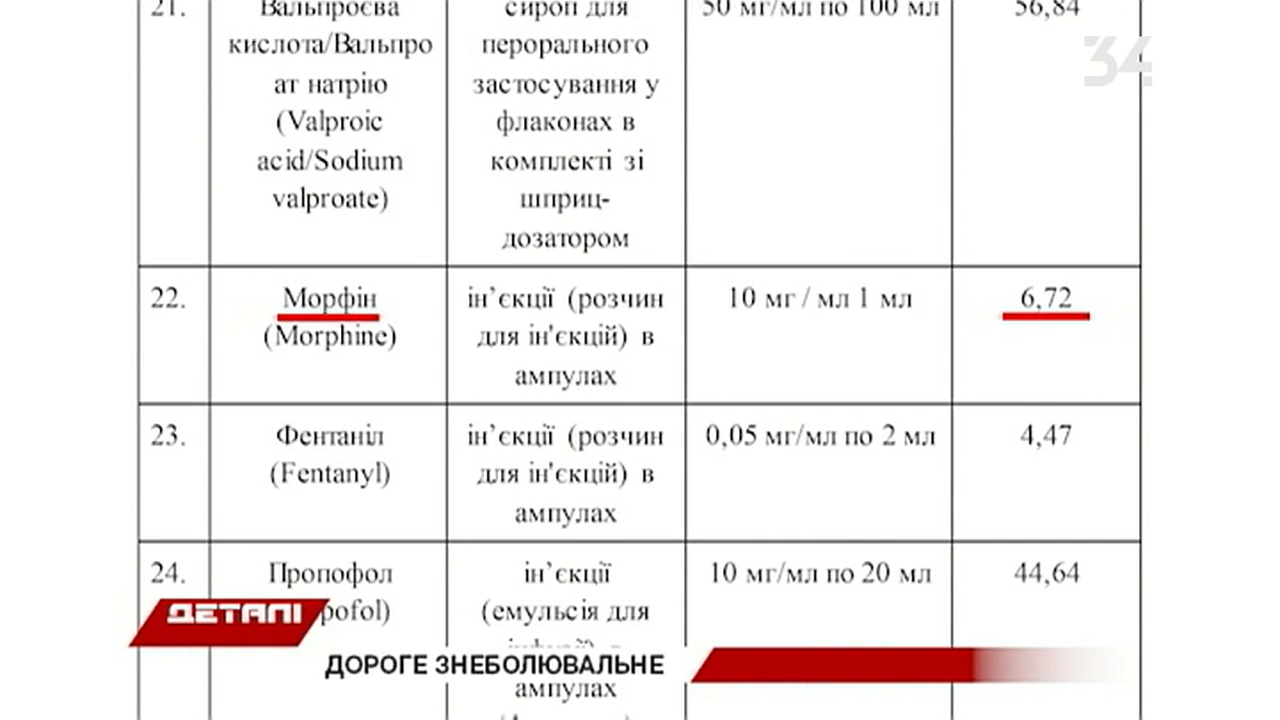 21.
Вальпроєва
кислота/Вальпро
ат натрію
(Valproic
acid/Sodium
valproate)
сироп для
перорального
застосування у
флаконах в
комплекті зі
шприц-
дозатором
50 мг/мл по 100 мл
56,84
34
22.
Морфін
(Morphine)
ін’єкції (розчин
для ін'єкцій) в
ампулах
10 мг / мл 1 мл
6,72
23.
Фентаніл
(Fentanyl)
ін’єкції (розчин
для ін'єкцій) в
ампулах
0,05 мг/мл по 2 мл
4,47
24.
Пропофол
pofol)
ін’єкції
(емульсія для
ампулах
10 мг/мл по 20 мл
44,64
ДЕТАЛІ
ДОРОГЕ ЗНЕБОЛЮВАЛЬНЕ